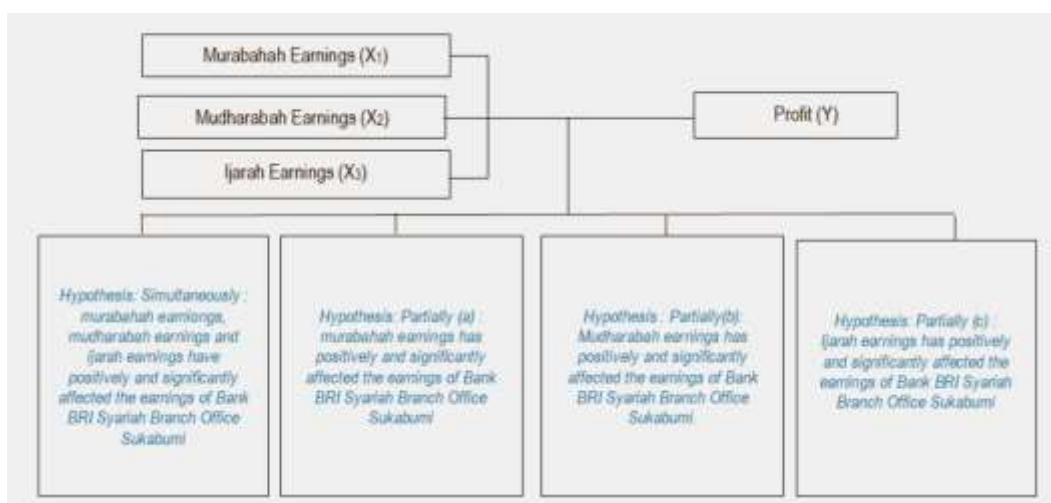 Murabahah Earnings (X1)
Mudharabah Earnings (X2)
Profit (Y)
Ijarah Earnings (X3)
Hypothesis: Simultaneously :
murabahah earniongs,
mudharabah earnings and
ijarah earnings have
positively and significantly
affected the earnings of Bank
BRI Syariah Branch Office
Sukabumi
Hypothesis: Partially (a) :
murabahah earnings has
positively and significantly
affected the earnings of Bank
BRI Syariah Branch Office
Sukabumi
Hypothesis : Partially(b):
Mudharabah earnings has
positively and significantly
affected the earnings of Bank
BRI Syariah Branch Office
Sukabumi
Hypothesis: Partially (c) :
Ijarah earnings has positively
and significantly affected the
earnings of Bank BRI Syariah
Branch Office Sukabumi